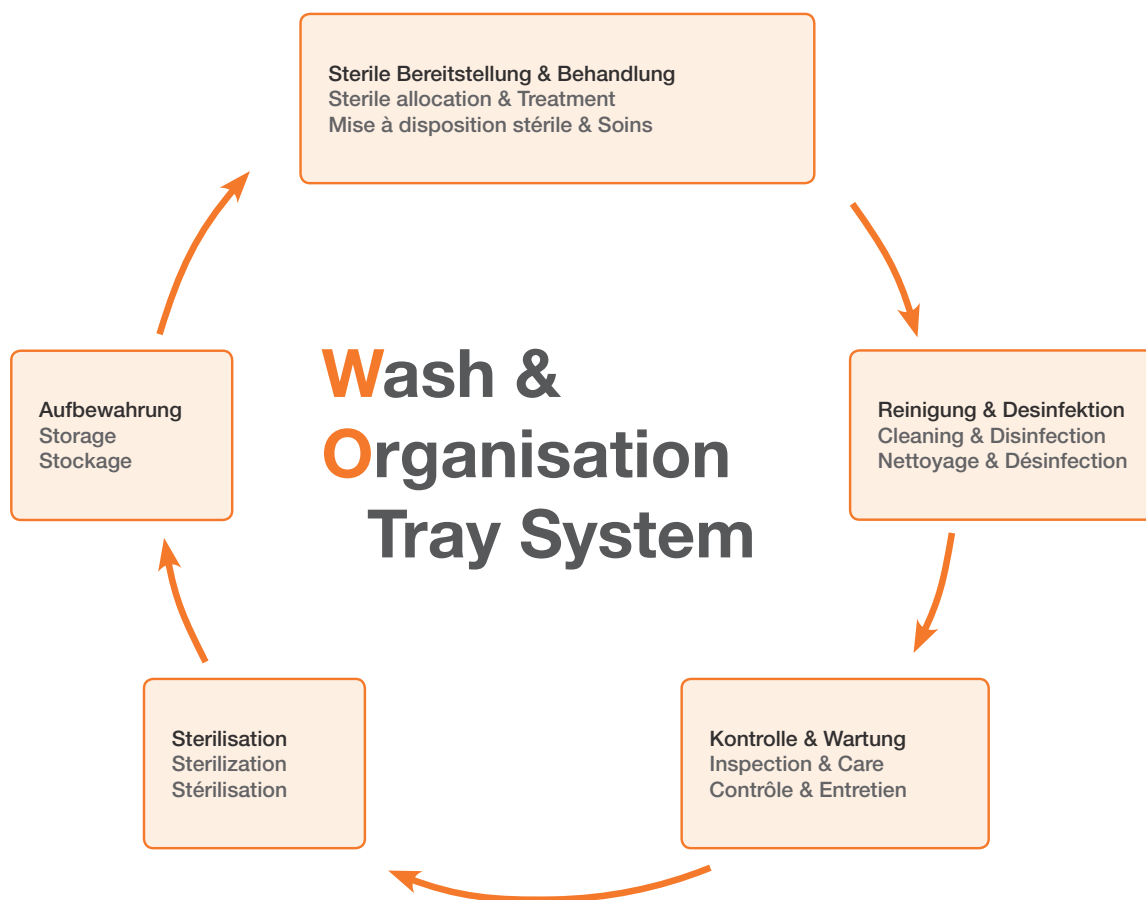 Sterile Bereitstellung & Behandlung
Sterile allocation & Treatment
Mise à disposition stérile & Soins
Wash &
Organisation
Tray System
Aufbewahrung
Storage
Stockage
Reinigung & Desinfektion
Cleaning & Disinfection
Nettoyage & Désinfection
Sterilisation
Sterilization
Stérilisation
Kontrolle & Wartung
Inspection & Care
Contrôle & Entretien